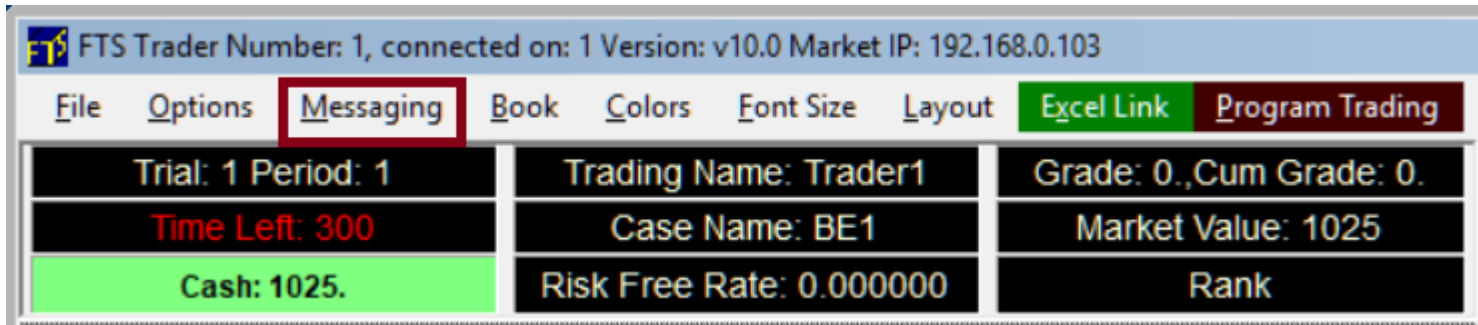 FTS FTS Trader Number: 1, connected on: 1 Version: v10.0 Market IP: 192.168.0.103
File Options Messaging Book Colors Font Size Layout Excel Link Program Trading
Trial: 1 Period: 1 Trading Name: Trader1 Grade: 0.,Cum Grade: 0.
Time Left: 300 Case Name: BE1 Market Value: 1025
Cash: 1025. Risk Free Rate: 0.000000 Rank